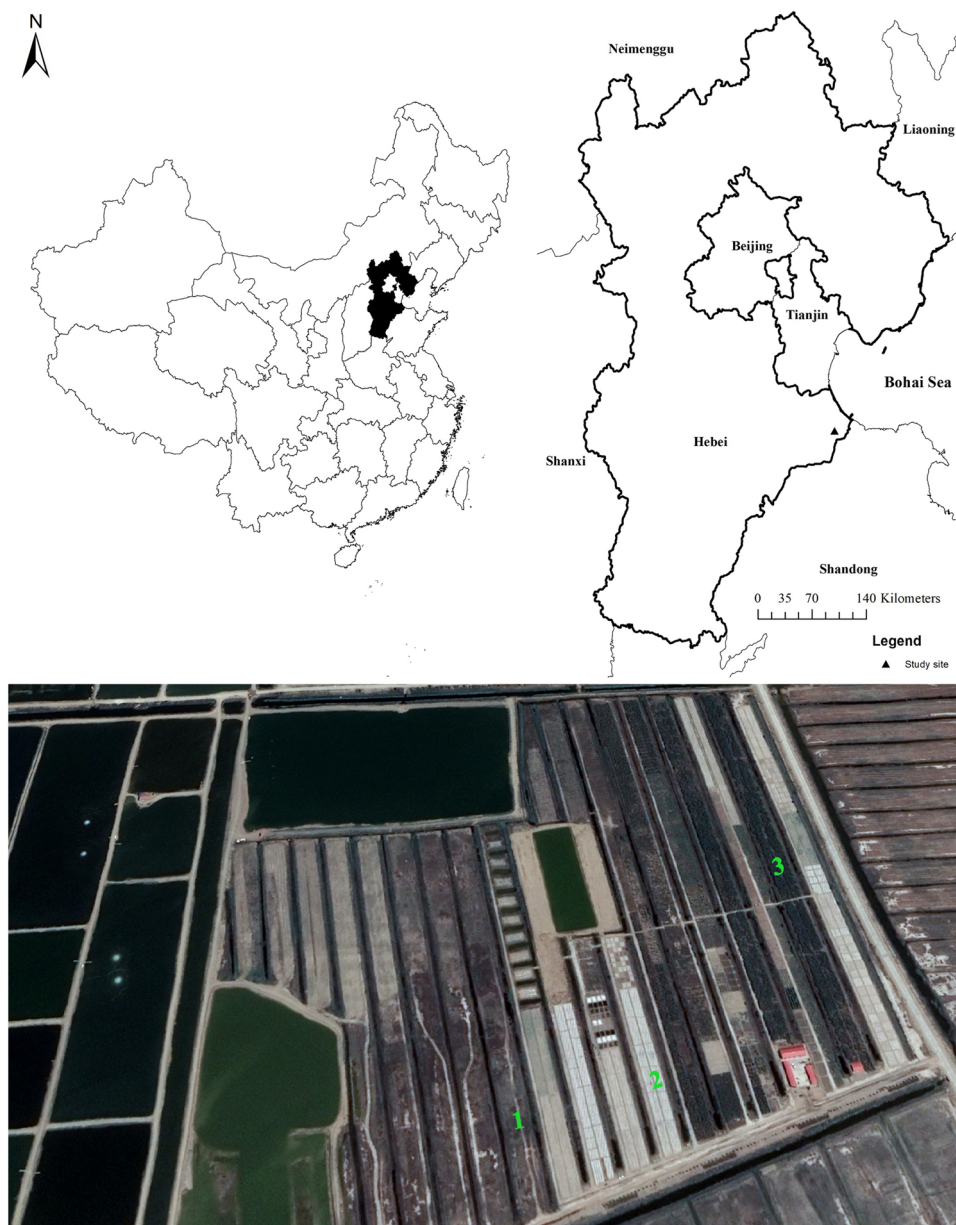 N
Neimenggu
Liaoning
Beijing
Tianjin
Bohai Sea
Hebei
Shanxi
Shandong
0 35 70 140 Kilometers
Legend
▲ Study site
3
2
1